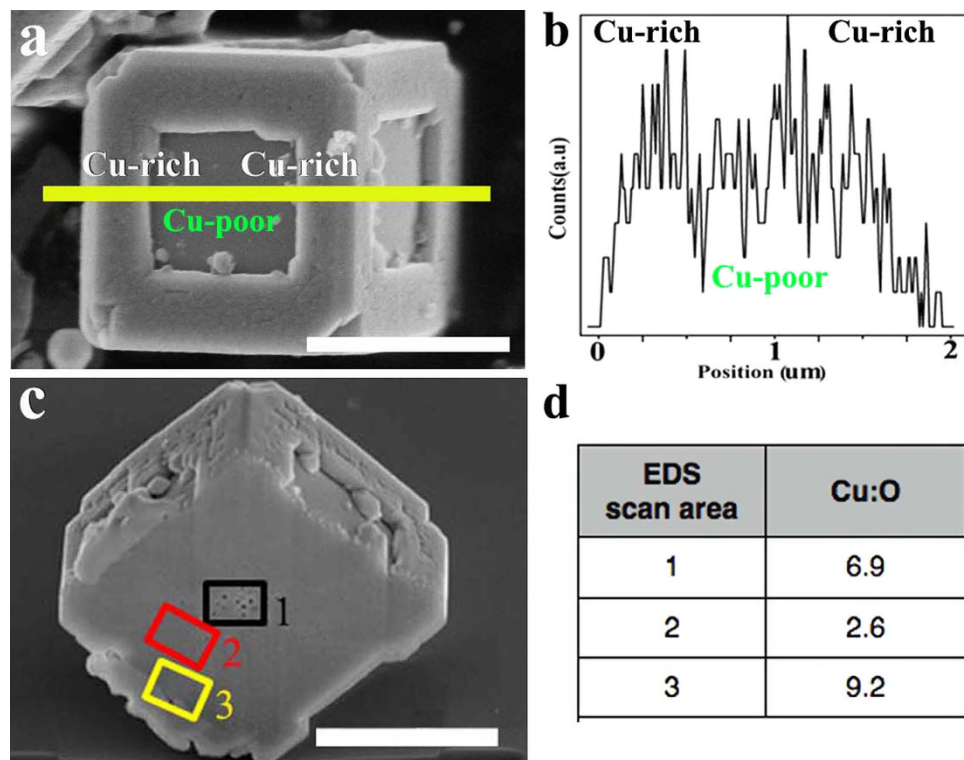 a
Cu-rich Cu-rich
Cu-poor
b
Cu-rich Cu-rich
Counts(a.u)
Cu-poor
0 1 2
Position (um)
c
1
2
3
d
EDS scan area Cu:O
1 6.9
2 2.6
3 9.2